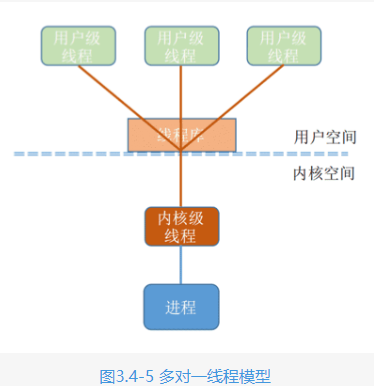 用户级
线程
用户级
线程
用户级
线程
线程库
用户空间
内核空间
内核级
线程
进程
图3.4-5 多对一线程模型